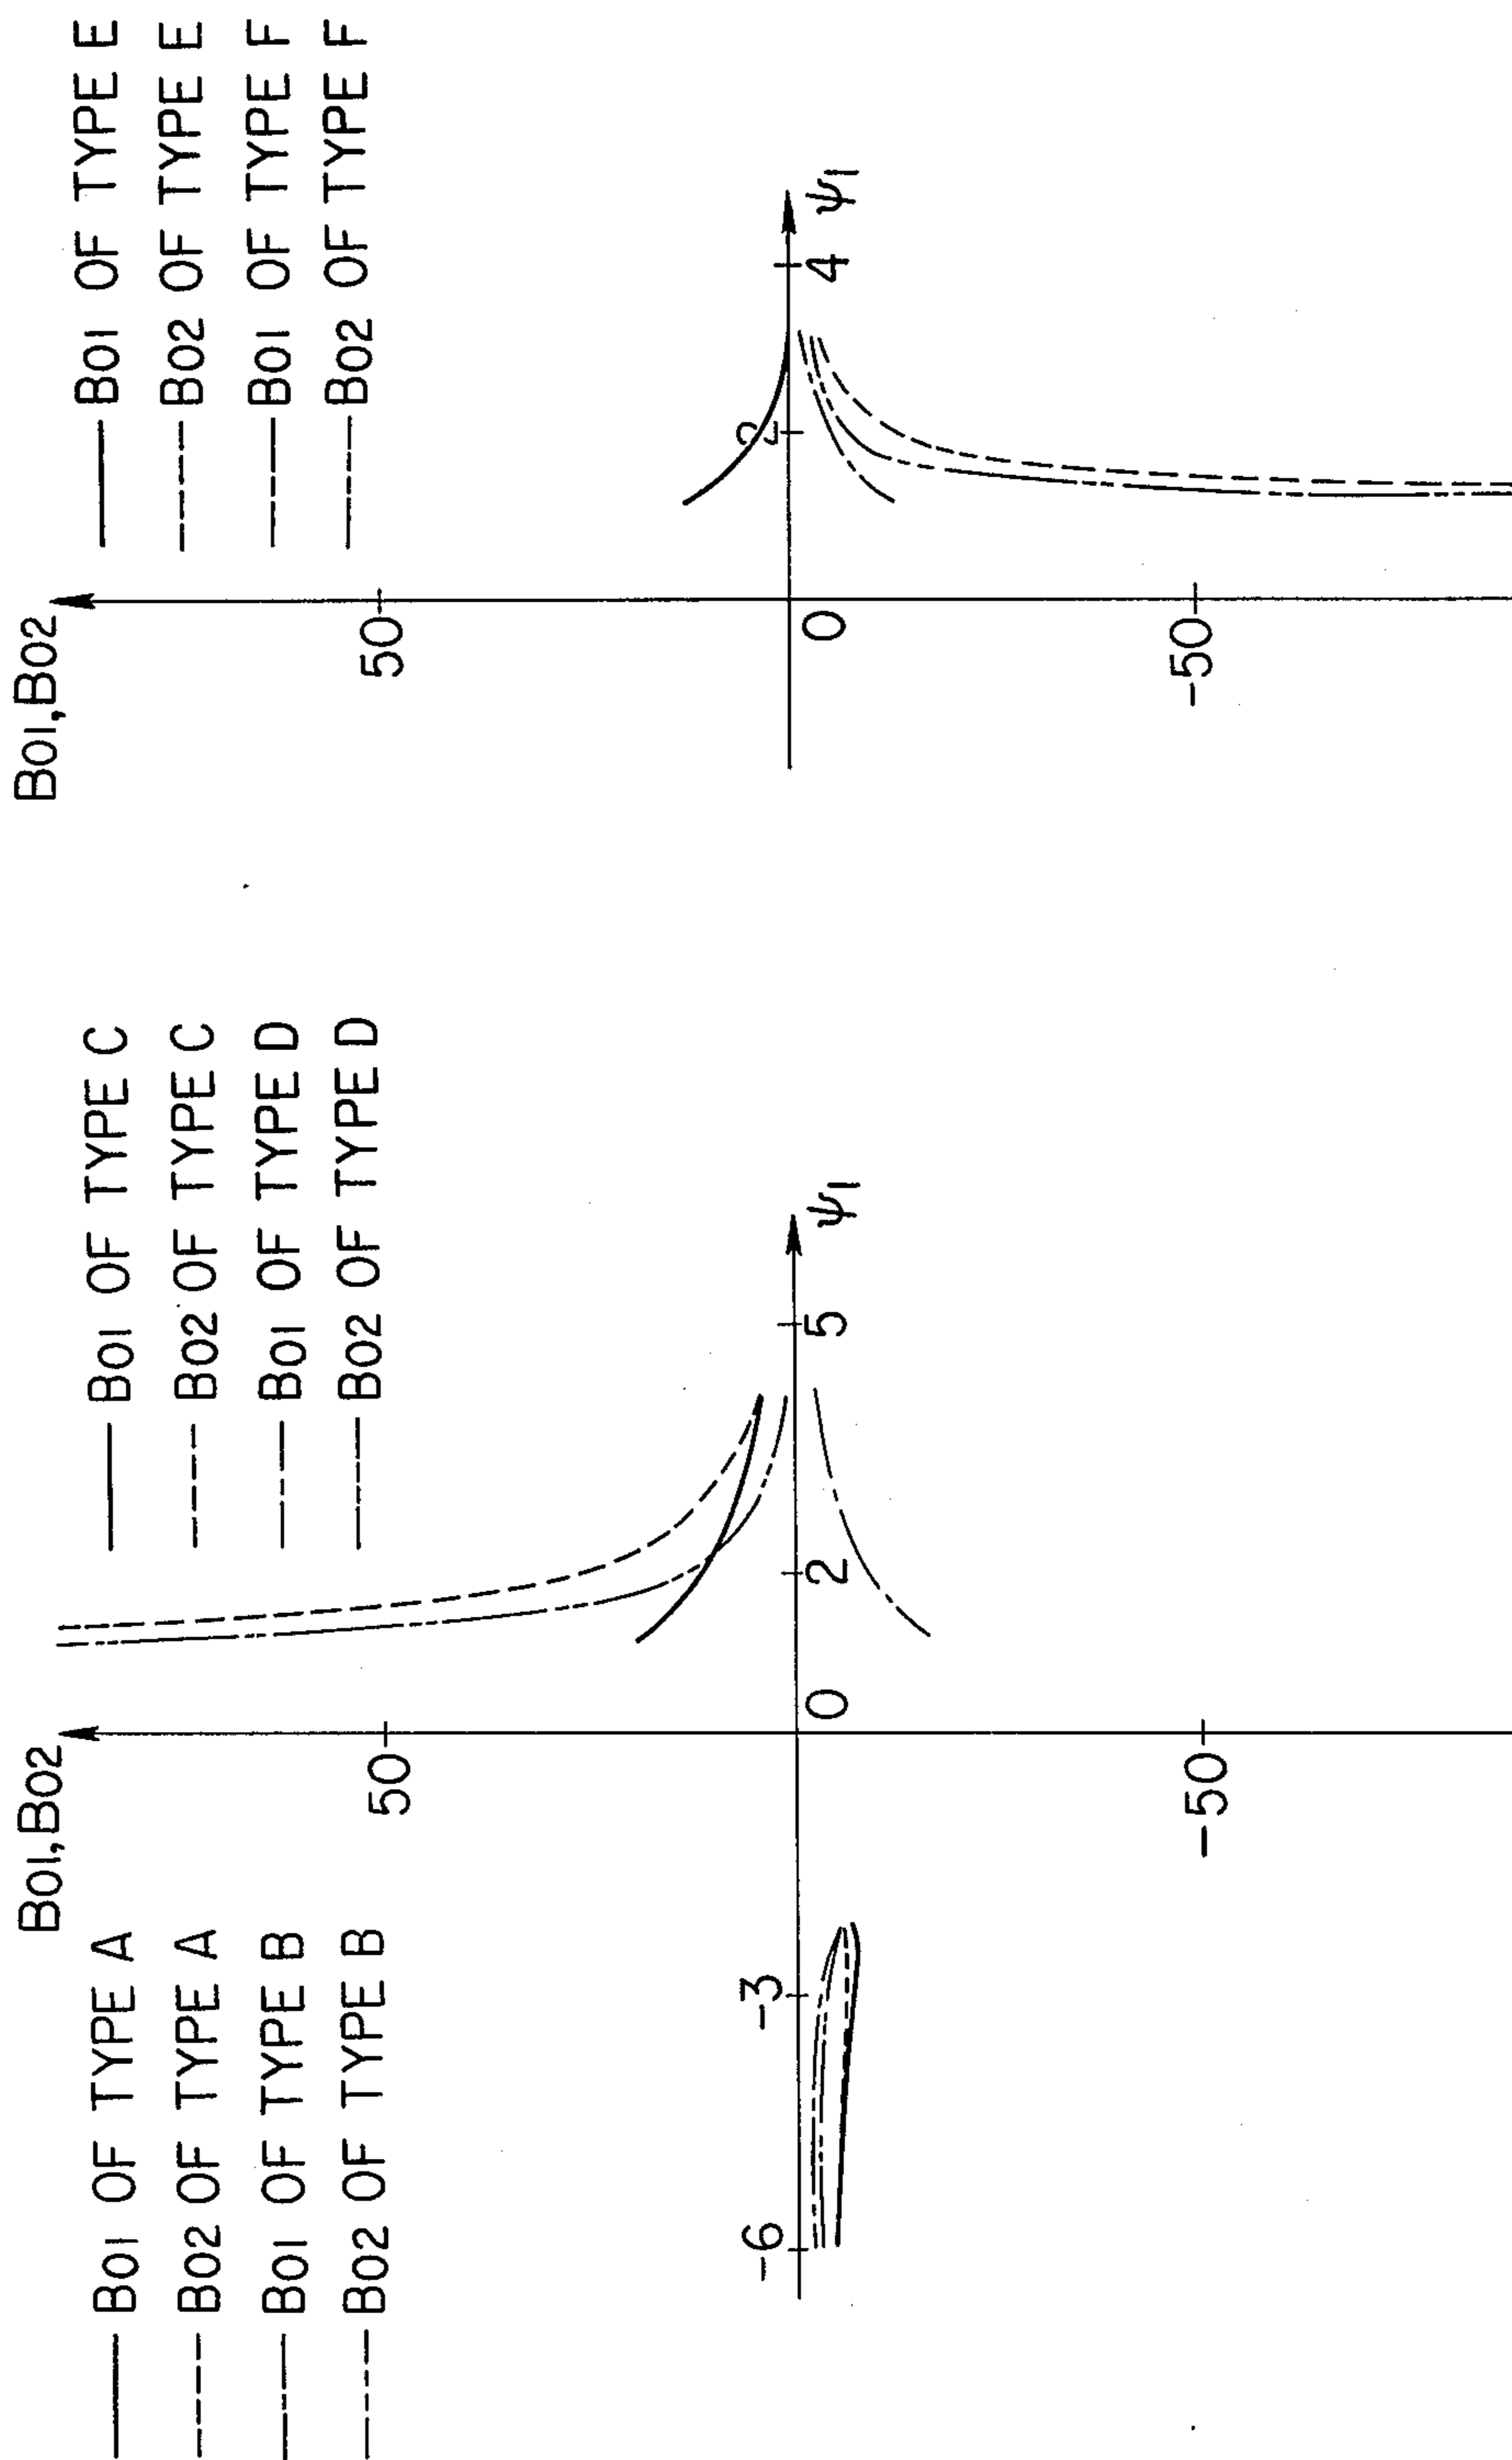 B01,B02
B01 OF TYPE A
B02 OF TYPE A
B01 OF TYPE B
B02 OF TYPE B
B01 OF TYPE C
B02 OF TYPE C
B01 OF TYPE D
B02 OF TYPE D
50
-6
-3
0
2
5
ψ1
-50
B01,B02
B01 OF TYPE E
B02 OF TYPE E
B01 OF TYPE F
B02 OF TYPE F
50
0
2
4
ψ1
-50